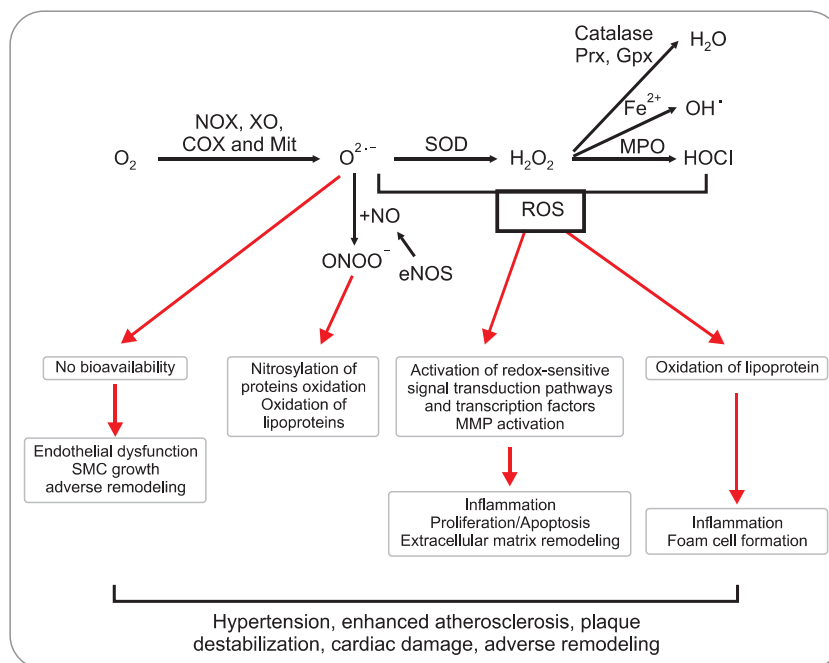 Catalase
Prx, Gpx
H₂O
Fe²⁺
OH˙
NOX, XO,
COX and Mit
O₂
O²˙⁻
SOD
H₂O₂
MPO
HOCl
ROS
+NO
ONOO⁻
eNOS
No bioavailability
Nitrosylation of
proteins oxidation
Oxidation of
lipoproteins
Activation of redox-sensitive
signal transduction pathways
and transcription factors
MMP activation
Oxidation of lipoprotein
Endothelial dysfunction
SMC growth
adverse remodeling
Inflammation
Proliferation/Apoptosis
Extracellular matrix remodeling
Inflammation
Foam cell formation
Hypertension, enhanced atherosclerosis, plaque
destabilization, cardiac damage, adverse remodeling